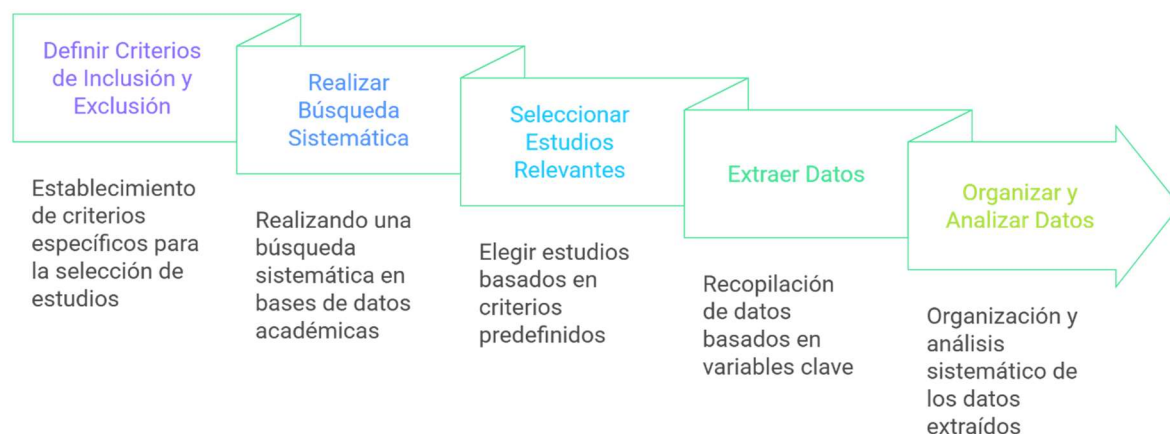 Definir Criterios
de Inclusión y
Exclusión
Establecimiento
de criterios
específicos para
la selección de
estudios
Realizar
Búsqueda
Sistemática
Realizando una
búsqueda
sistemática en
bases de datos
académicas
Seleccionar
Estudios
Relevantes
Elegir estudios
basados en
criterios
predefinidos
Extraer Datos
Recopilación
de datos
basados en
variables clave
Organizar y
Analizar Datos
Organización y
análisis
sistemático de
los datos
extraídos